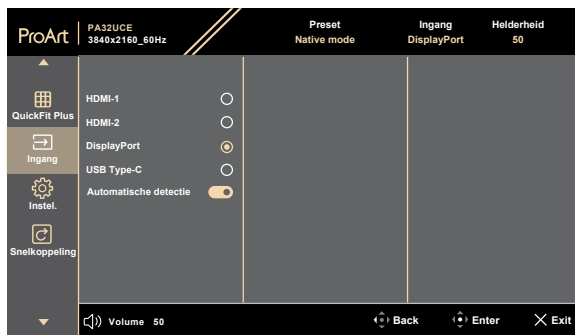 ProArt
PA32UCE
3840x2160_60Hz
Preset
Native mode
Ingang
DisplayPort
Helderheid
50
QuickFit Plus
Ingang
Instel.
Snelkoppeling
HDMI-1
HDMI-2
DisplayPort
USB Type-C
Automatische detectie
Volume 50
Back
Enter
Exit